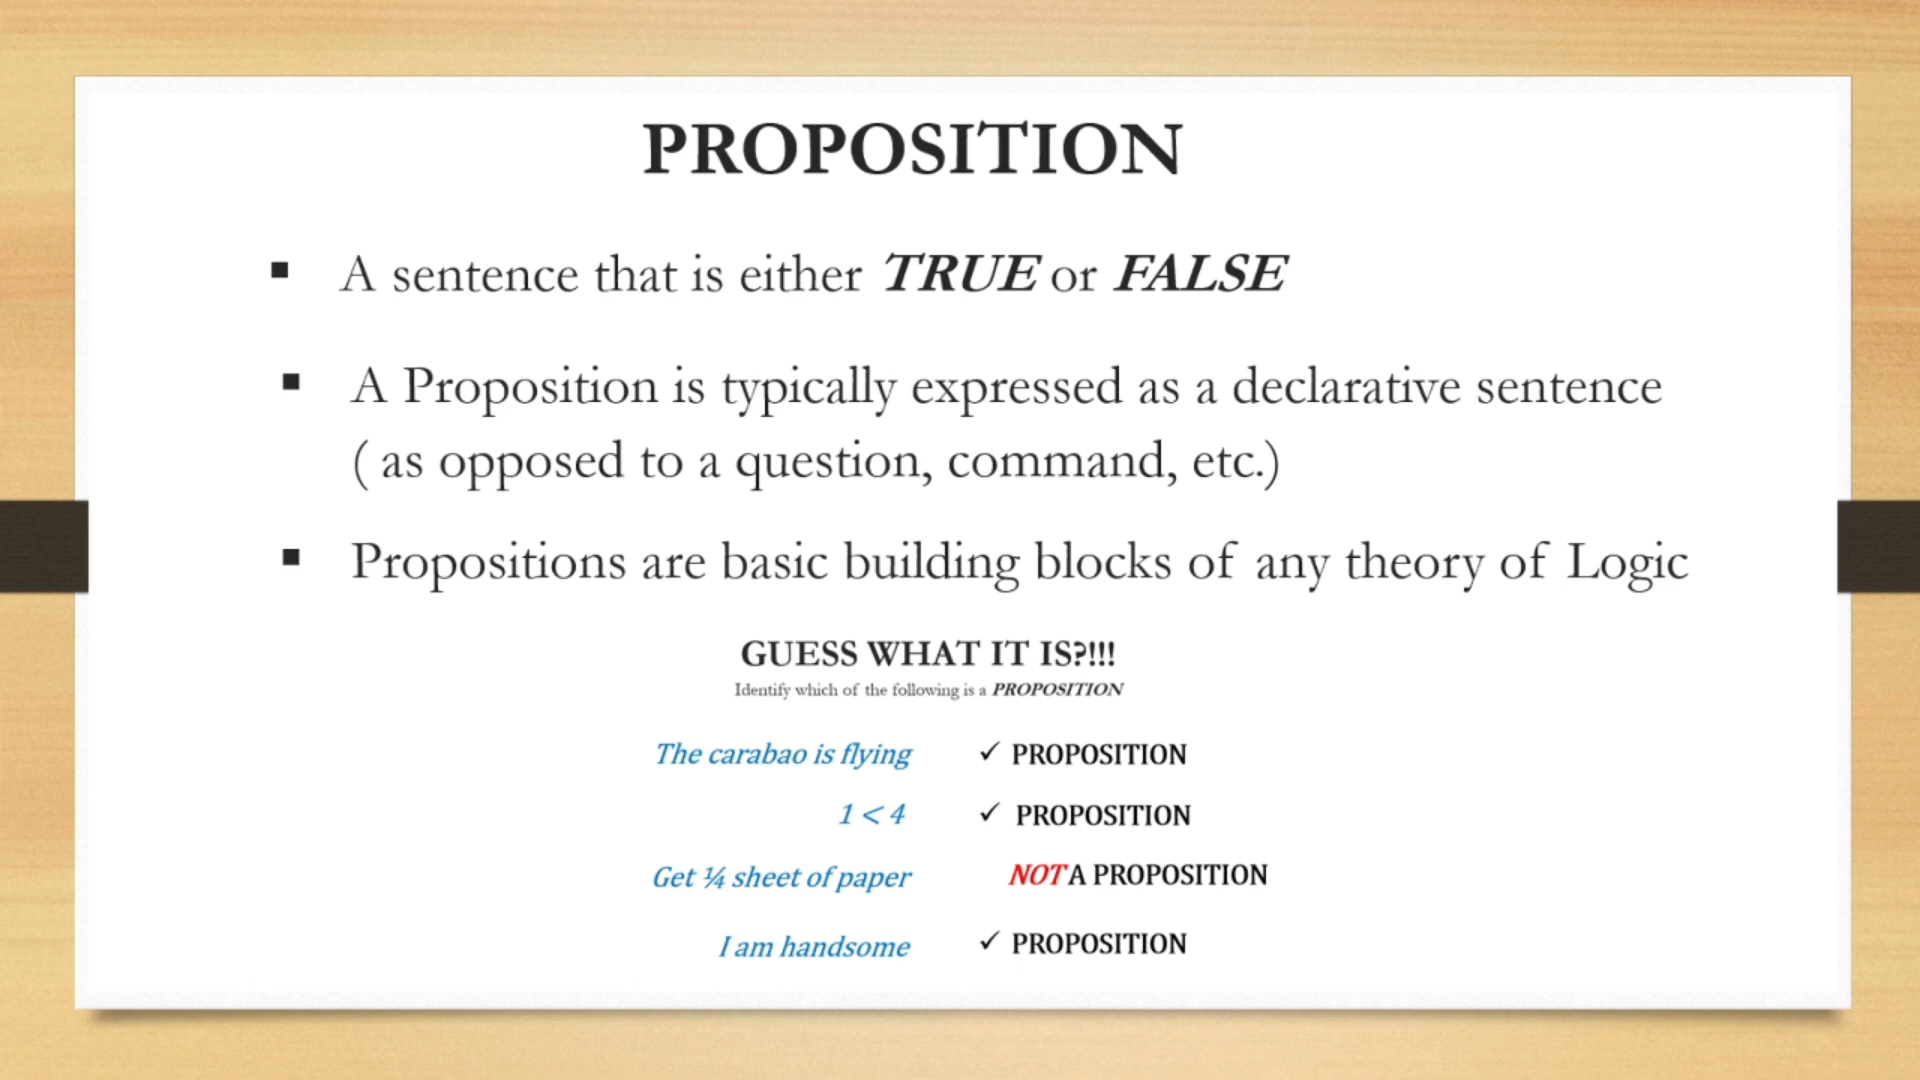 PROPOSITION
▪ A sentence that is either TRUE or FALSE
▪ A Proposition is typically expressed as a declarative sentence
( as opposed to a question, command, etc.)
▪ Propositions are basic building blocks of any theory of Logic
GUESS WHAT IT IS?!!!
Identify which of the following is a PROPOSITION
The carabao is flying ✓ PROPOSITION
1 < 4 ✓ PROPOSITION
Get ¼ sheet of paper NOT A PROPOSITION
I am handsome ✓ PROPOSITION